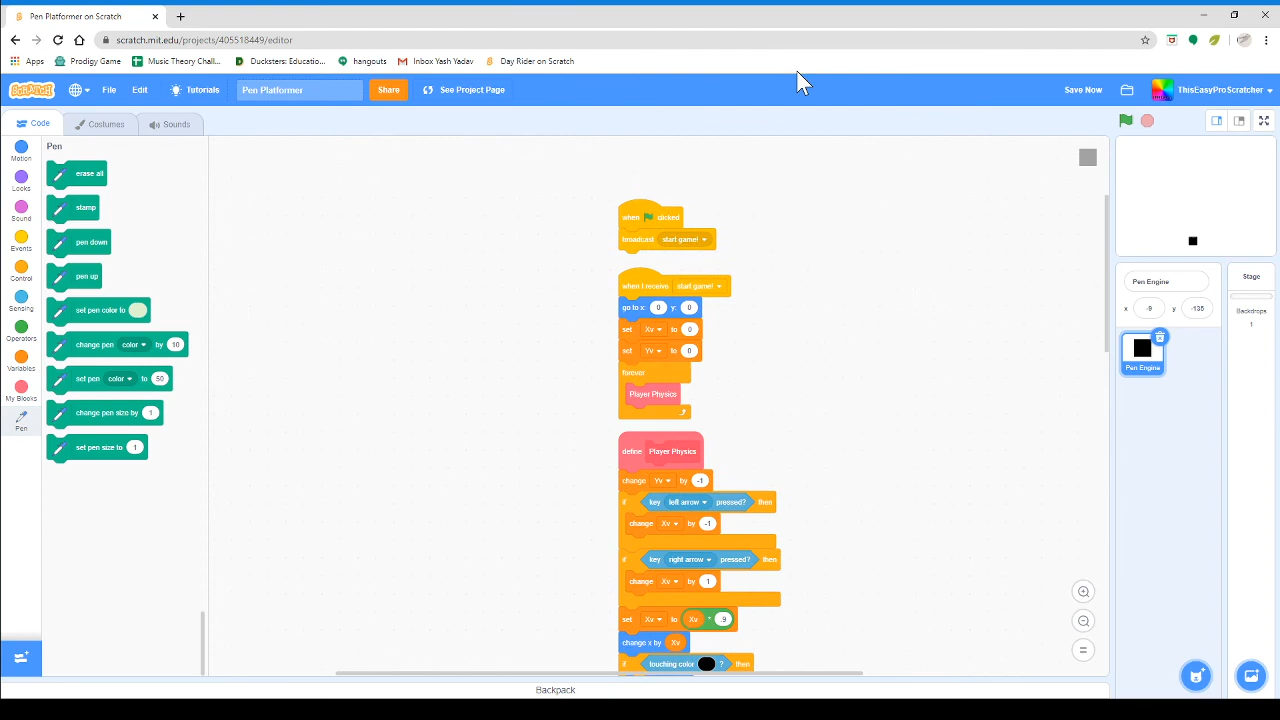 Pen Platformer on Scratch
scratch.mit.edu/projects/405518449/editor
Apps Prodigy Game Music Theory Chall... Ducksters: Educatio... hangouts Inbox Yash Yadav Day Rider on Scratch
SCRATCH File Edit Tutorials Pen Platformer Share See Project Page Save Now ThisEasyProScratcher
Code Costumes Sounds
Motion
Looks
Sound
Events
Control
Sensing
Operators
Variables
My Blocks
Pen
Pen
erase all
stamp
pen down
pen up
set pen color to
change pen color by 10
set pen color to 50
change pen size by 1
set pen size to 1
when clicked
broadcast start game!
when I receive start game!
go to x: 0 y: 0
set Xv to 0
set Yv to 0
forever
Player Physics
define Player Physics
change Yv by -1
if key left arrow pressed? then
change Xv by -1
if key right arrow pressed? then
change Xv by 1
set Xv to Xv * .9
change x by Xv
if touching color ? then
Pen Engine
x -9 y -135
Pen Engine
Stage
Backdrops
1
Backpack